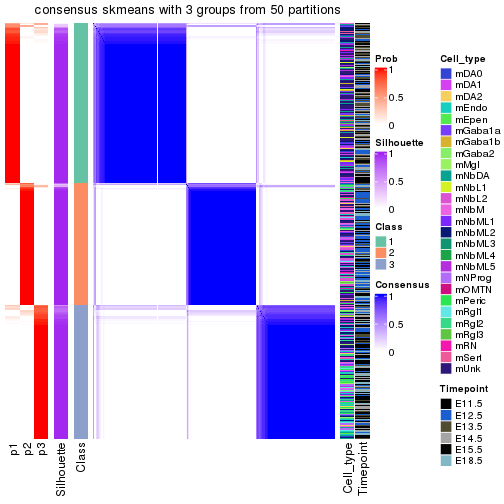 consensus skmeans with 3 groups from 50 partitions
p1
p2
p3
Silhouette
Class
Cell_type
Timepoint
Prob
1
0.5
0
Silhouette
1
0.5
0
Class
1
2
3
Consensus
1
0.5
0
Cell_type
mDA0
mDA1
mDA2
mEndo
mEpen
mGaba1a
mGaba1b
mGaba2
mMgl
mNbDA
mNbL1
mNbL2
mNbM
mNbML1
mNbML2
mNbML3
mNbML4
mNbML5
mNProg
mOMTN
mPeric
mRgl1
mRgl2
mRgl3
mRN
mSert
mUnk
Timepoint
E11.5
E12.5
E13.5
E14.5
E15.5
E18.5